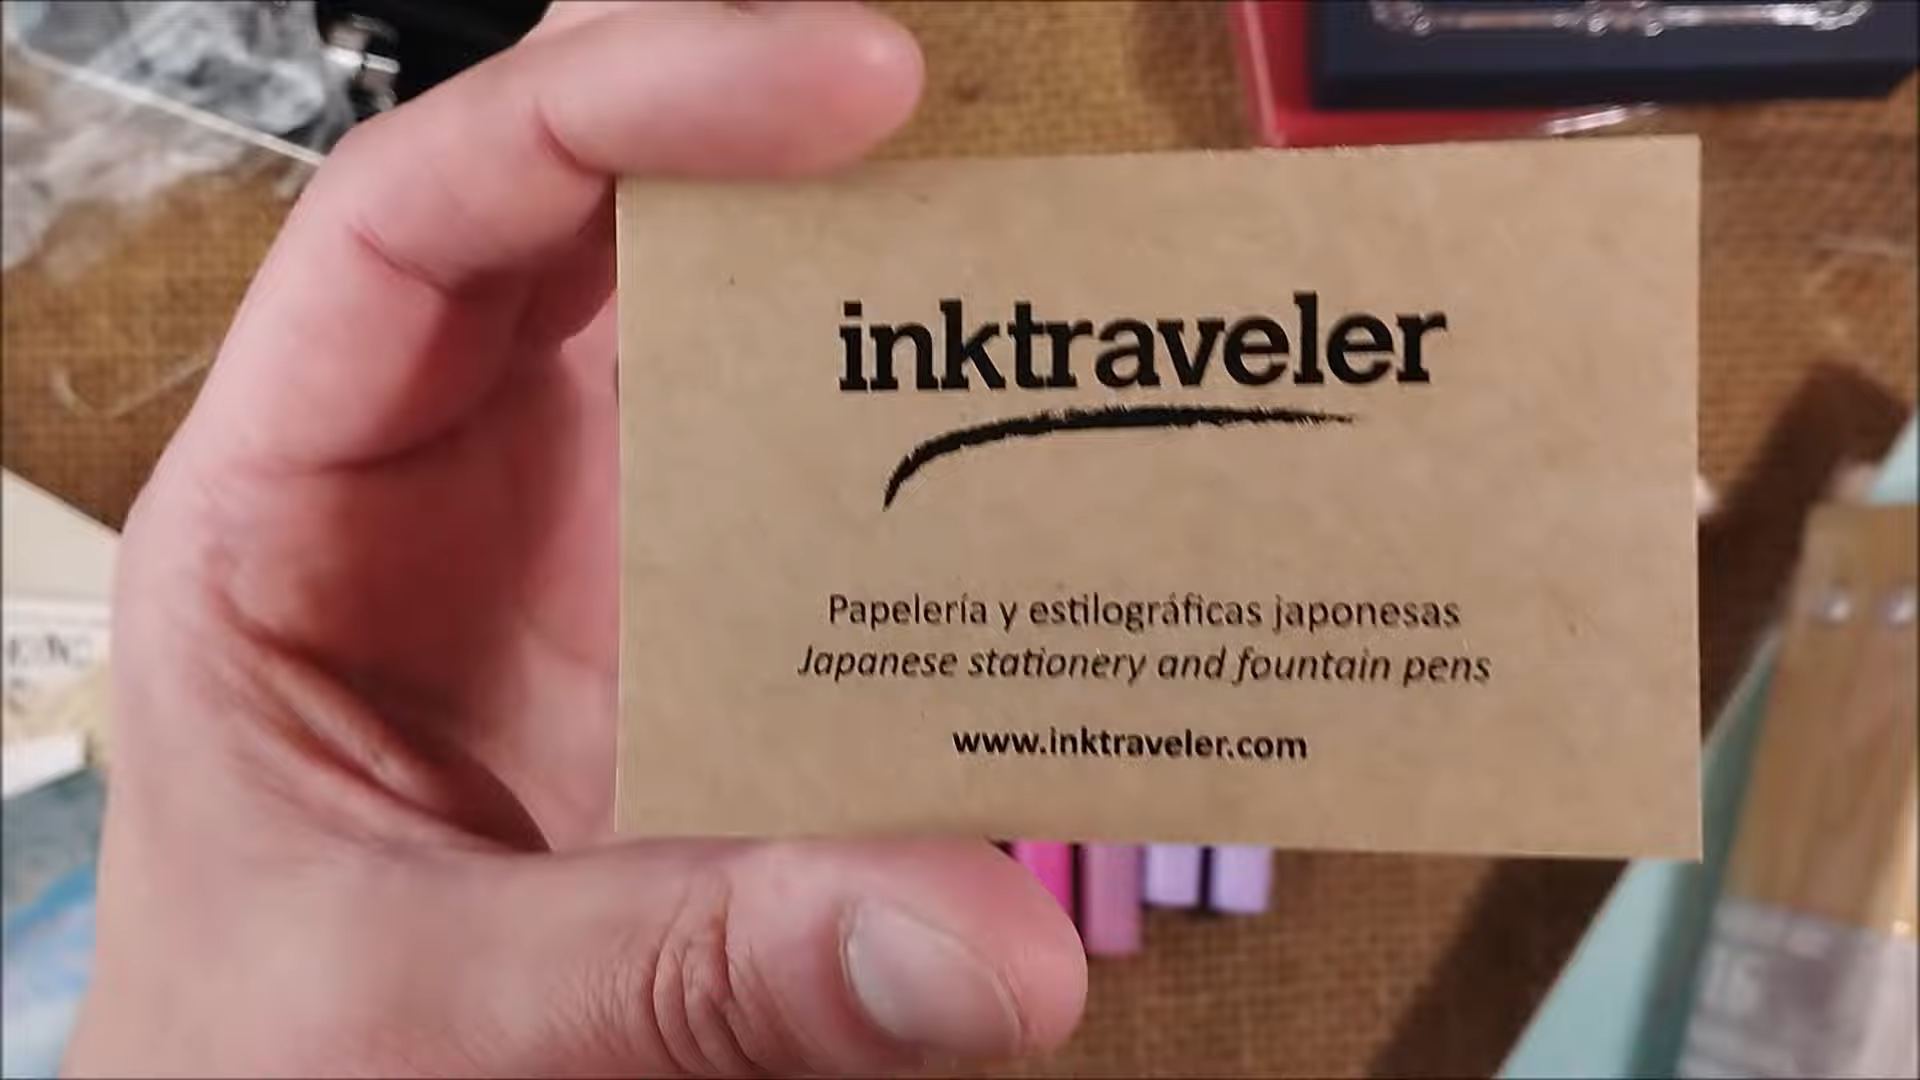 inktraveler
Papelería y estilográficas japonesas
Japanese stationery and fountain pens
www.inktraveler.com